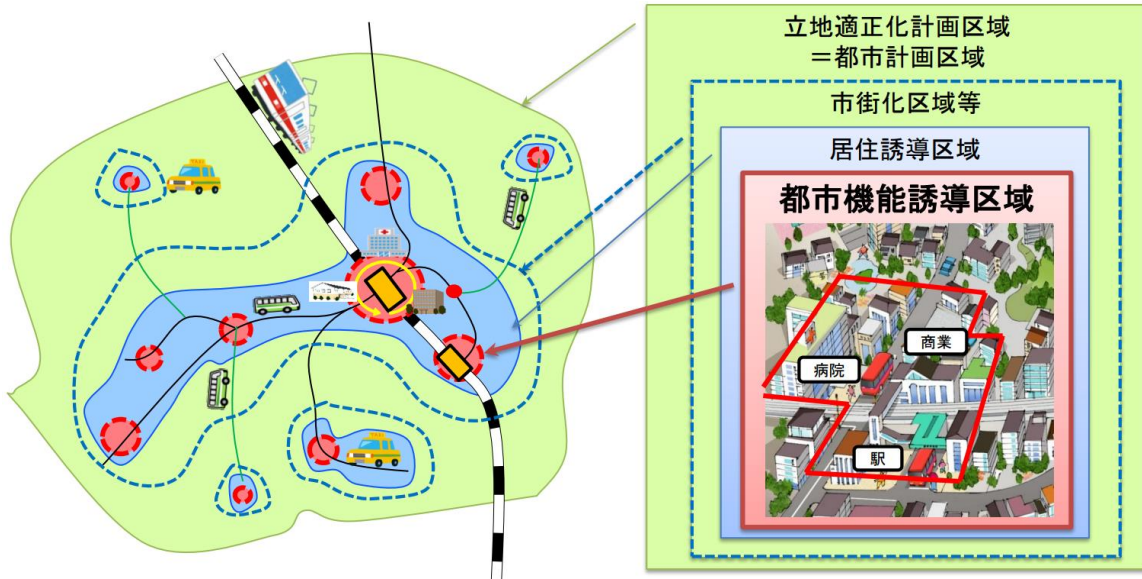 立地適正化計画区域
＝都市計画区域
市街化区域等
居住誘導区域
都市機能誘導区域
商業
病院
駅